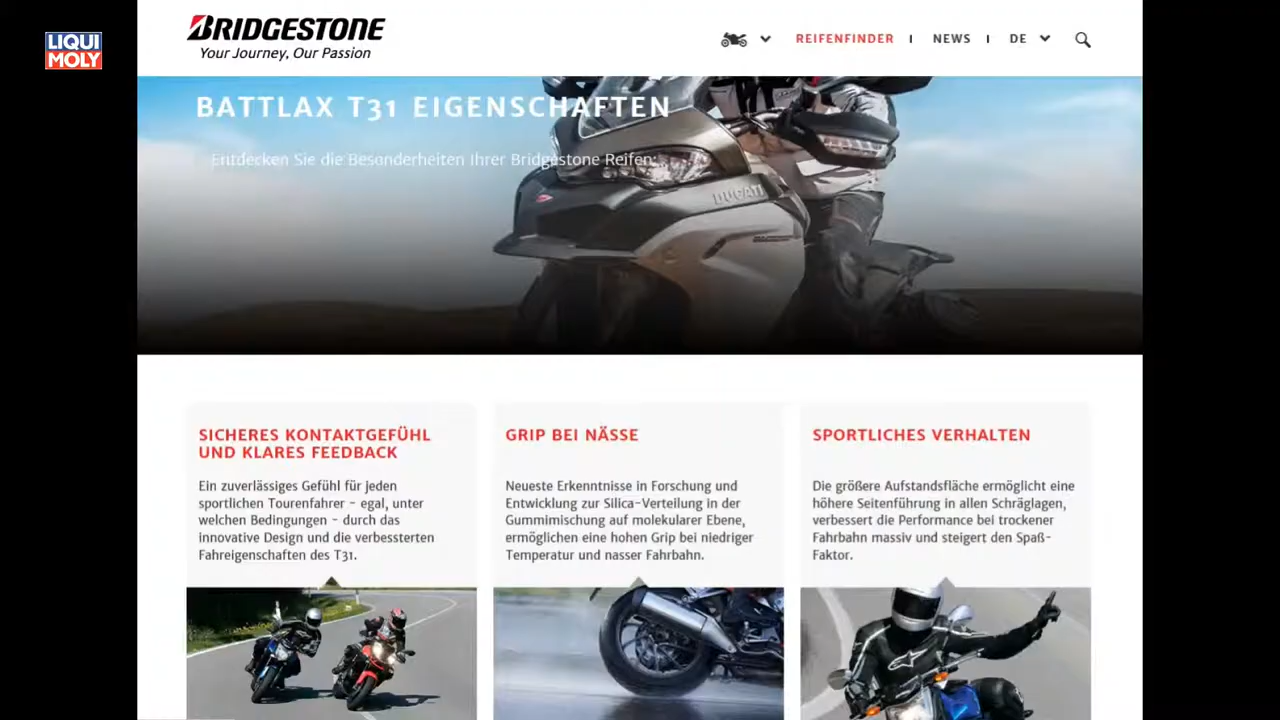 LIQUI
MOLY
BRIDGESTONE
Your Journey, Our Passion
REIFENFINDER
NEWS
DE
BATTLAX T31 EIGENSCHAFTEN
Entdecken Sie die Besonderheiten Ihrer Bridgestone Reifen:
DUCATI
SICHERES KONTAKTGEFÜHL
UND KLARES FEEDBACK
Ein zuverlässiges Gefühl für jeden
sportlichen Tourenfahrer - egal, unter
welchen Bedingungen - durch das
innovative Design und die verbessterten
Fahreigenschaften des T31.
GRIP BEI NÄSSE
Neueste Erkenntnisse in Forschung und
Entwicklung zur Silica-Verteilung in der
Gummimischung auf molekularer Ebene,
ermöglichen eine hohen Grip bei niedriger
Temperatur und nasser Fahrbahn.
SPORTLICHES VERHALTEN
Die größere Aufstandsfläche ermöglicht eine
höhere Seitenführung in allen Schräglagen,
verbessert die Performance bei trockener
Fahrbahn massiv und steigert den Spaß-
Faktor.